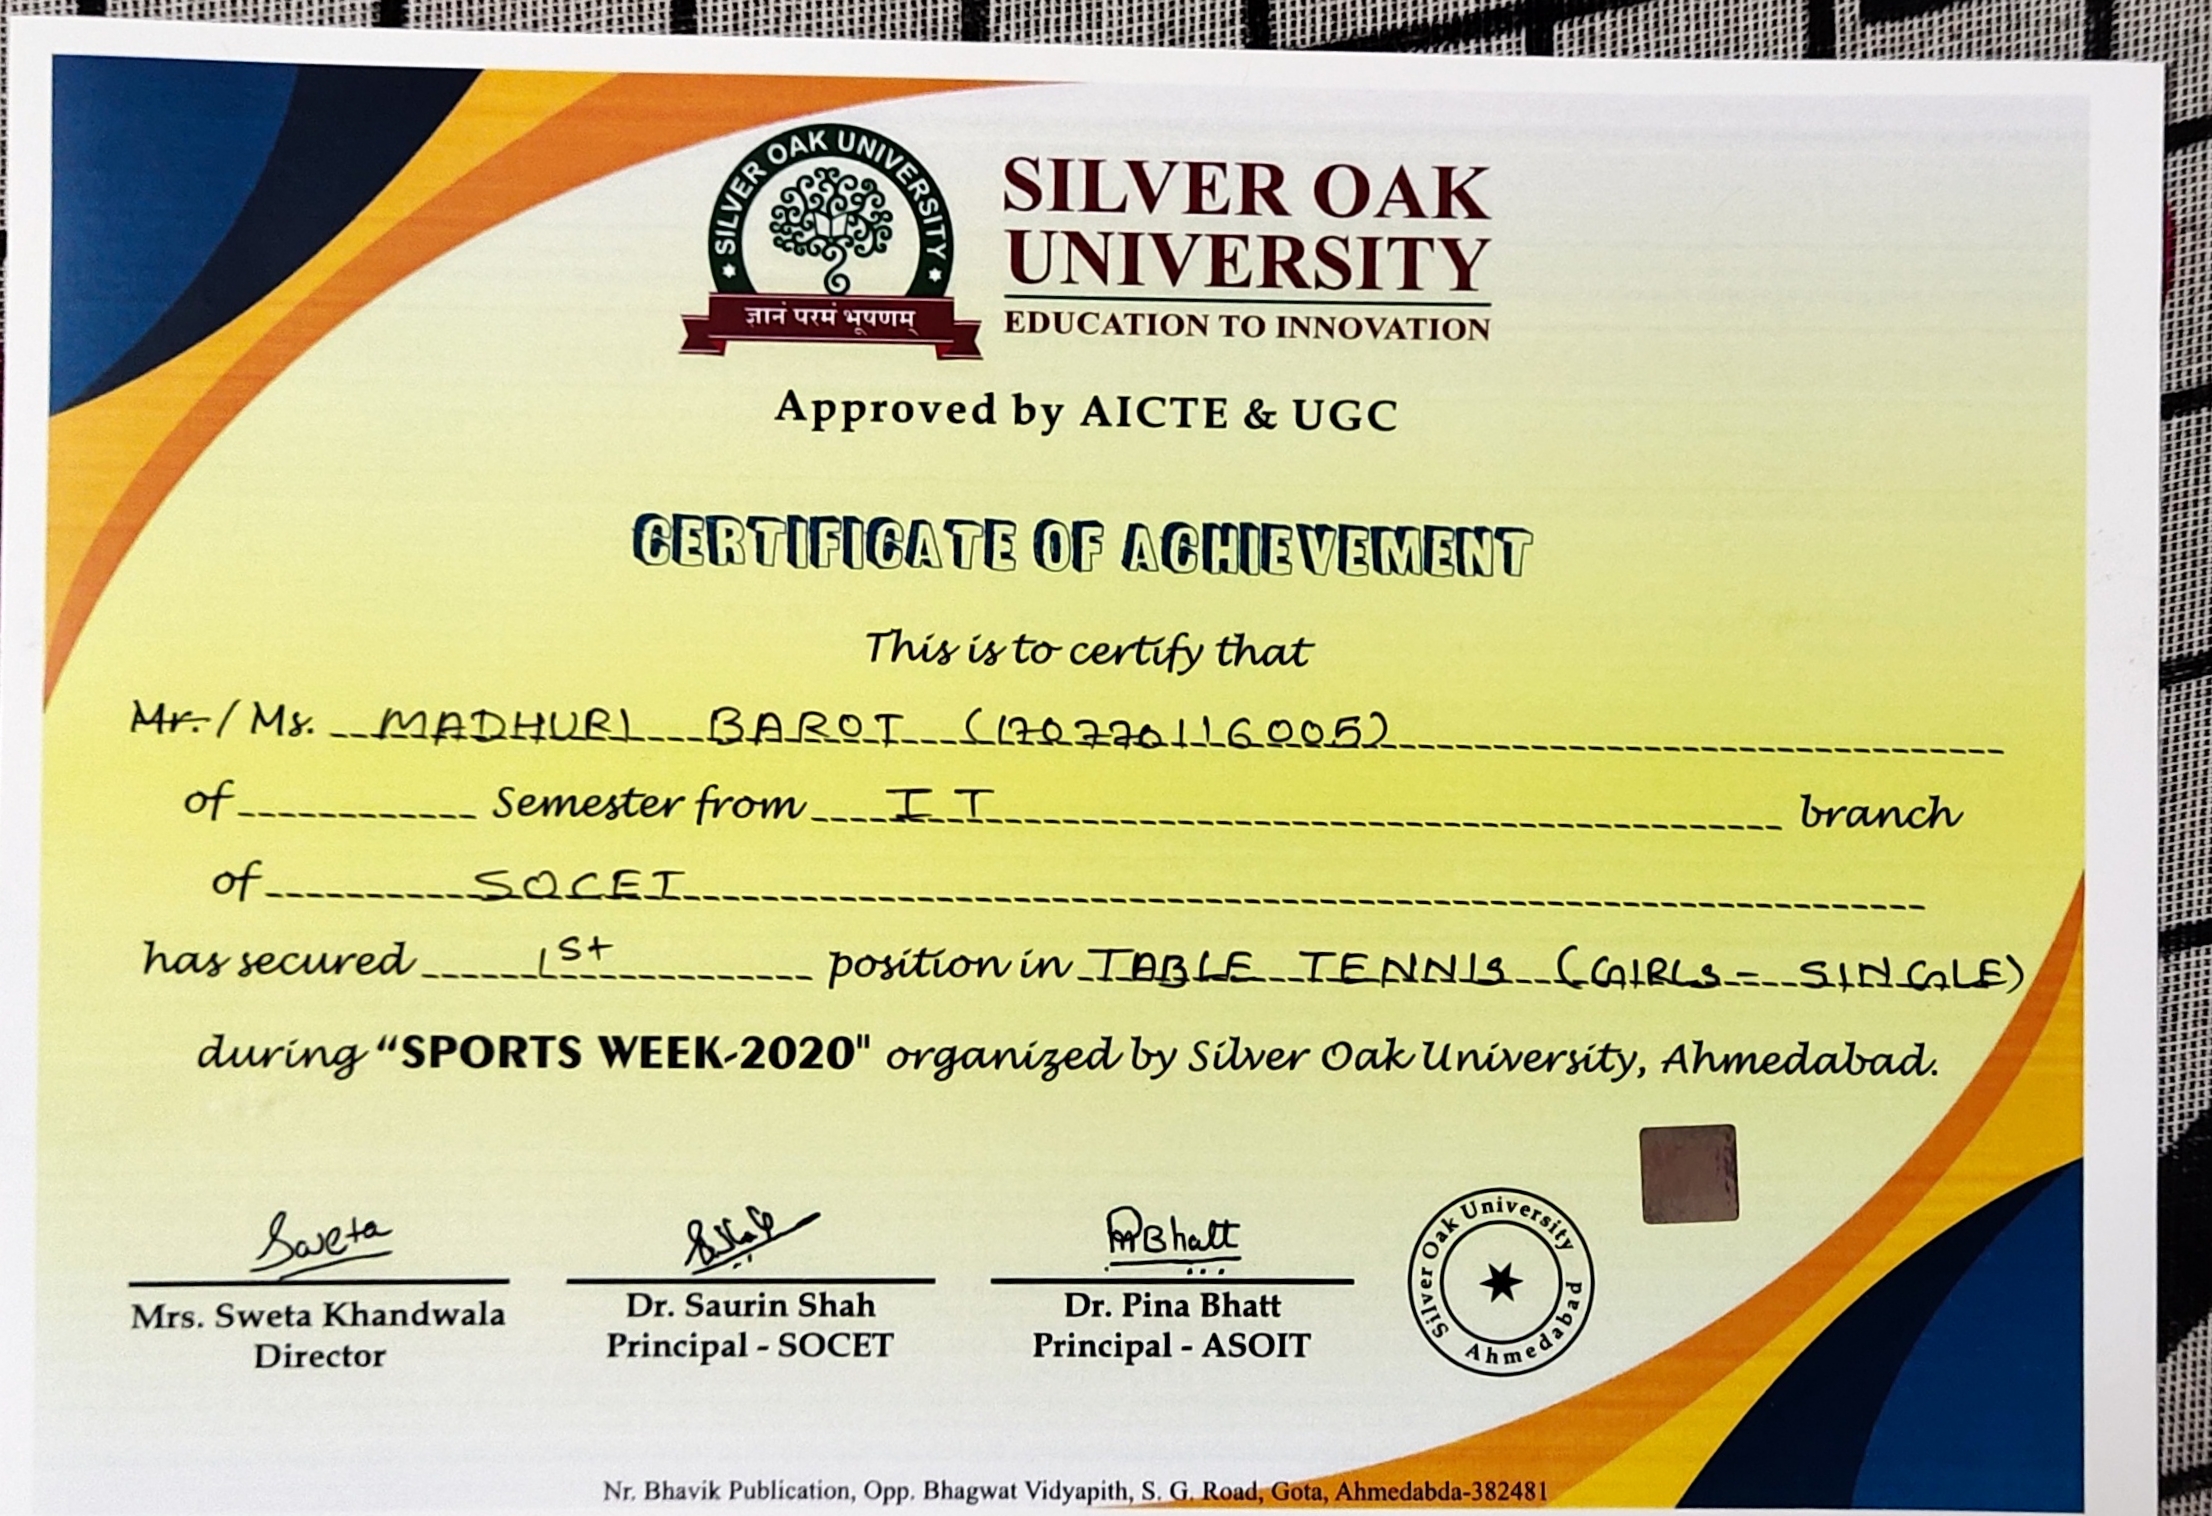 SILVER OAK UNIVERSITY
ज्ञानं परमं भूषणम्
SILVER OAK
UNIVERSITY
EDUCATION TO INNOVATION
Approved by AICTE & UGC
CERTIFICATE OF ACHIEVEMENT
This is to certify that
Mr. / Ms. MADHURI BAROT (170770116005)
of Semester from IT branch
of SOCET
has secured 1st position in TABLE TENNIS (GIRLS - SINGLE)
during "SPORTS WEEK-2020" organized by Silver Oak University, Ahmedabad.
Sweta
PBhatt
Mrs. Sweta Khandwala
Director
Dr. Saurin Shah
Principal - SOCET
Dr. Pina Bhatt
Principal - ASOIT
Silver Oak University
Ahmedabad
Nr. Bhavik Publication, Opp. Bhagwat Vidyapith, S. G. Road, Gota, Ahmedabda-382481